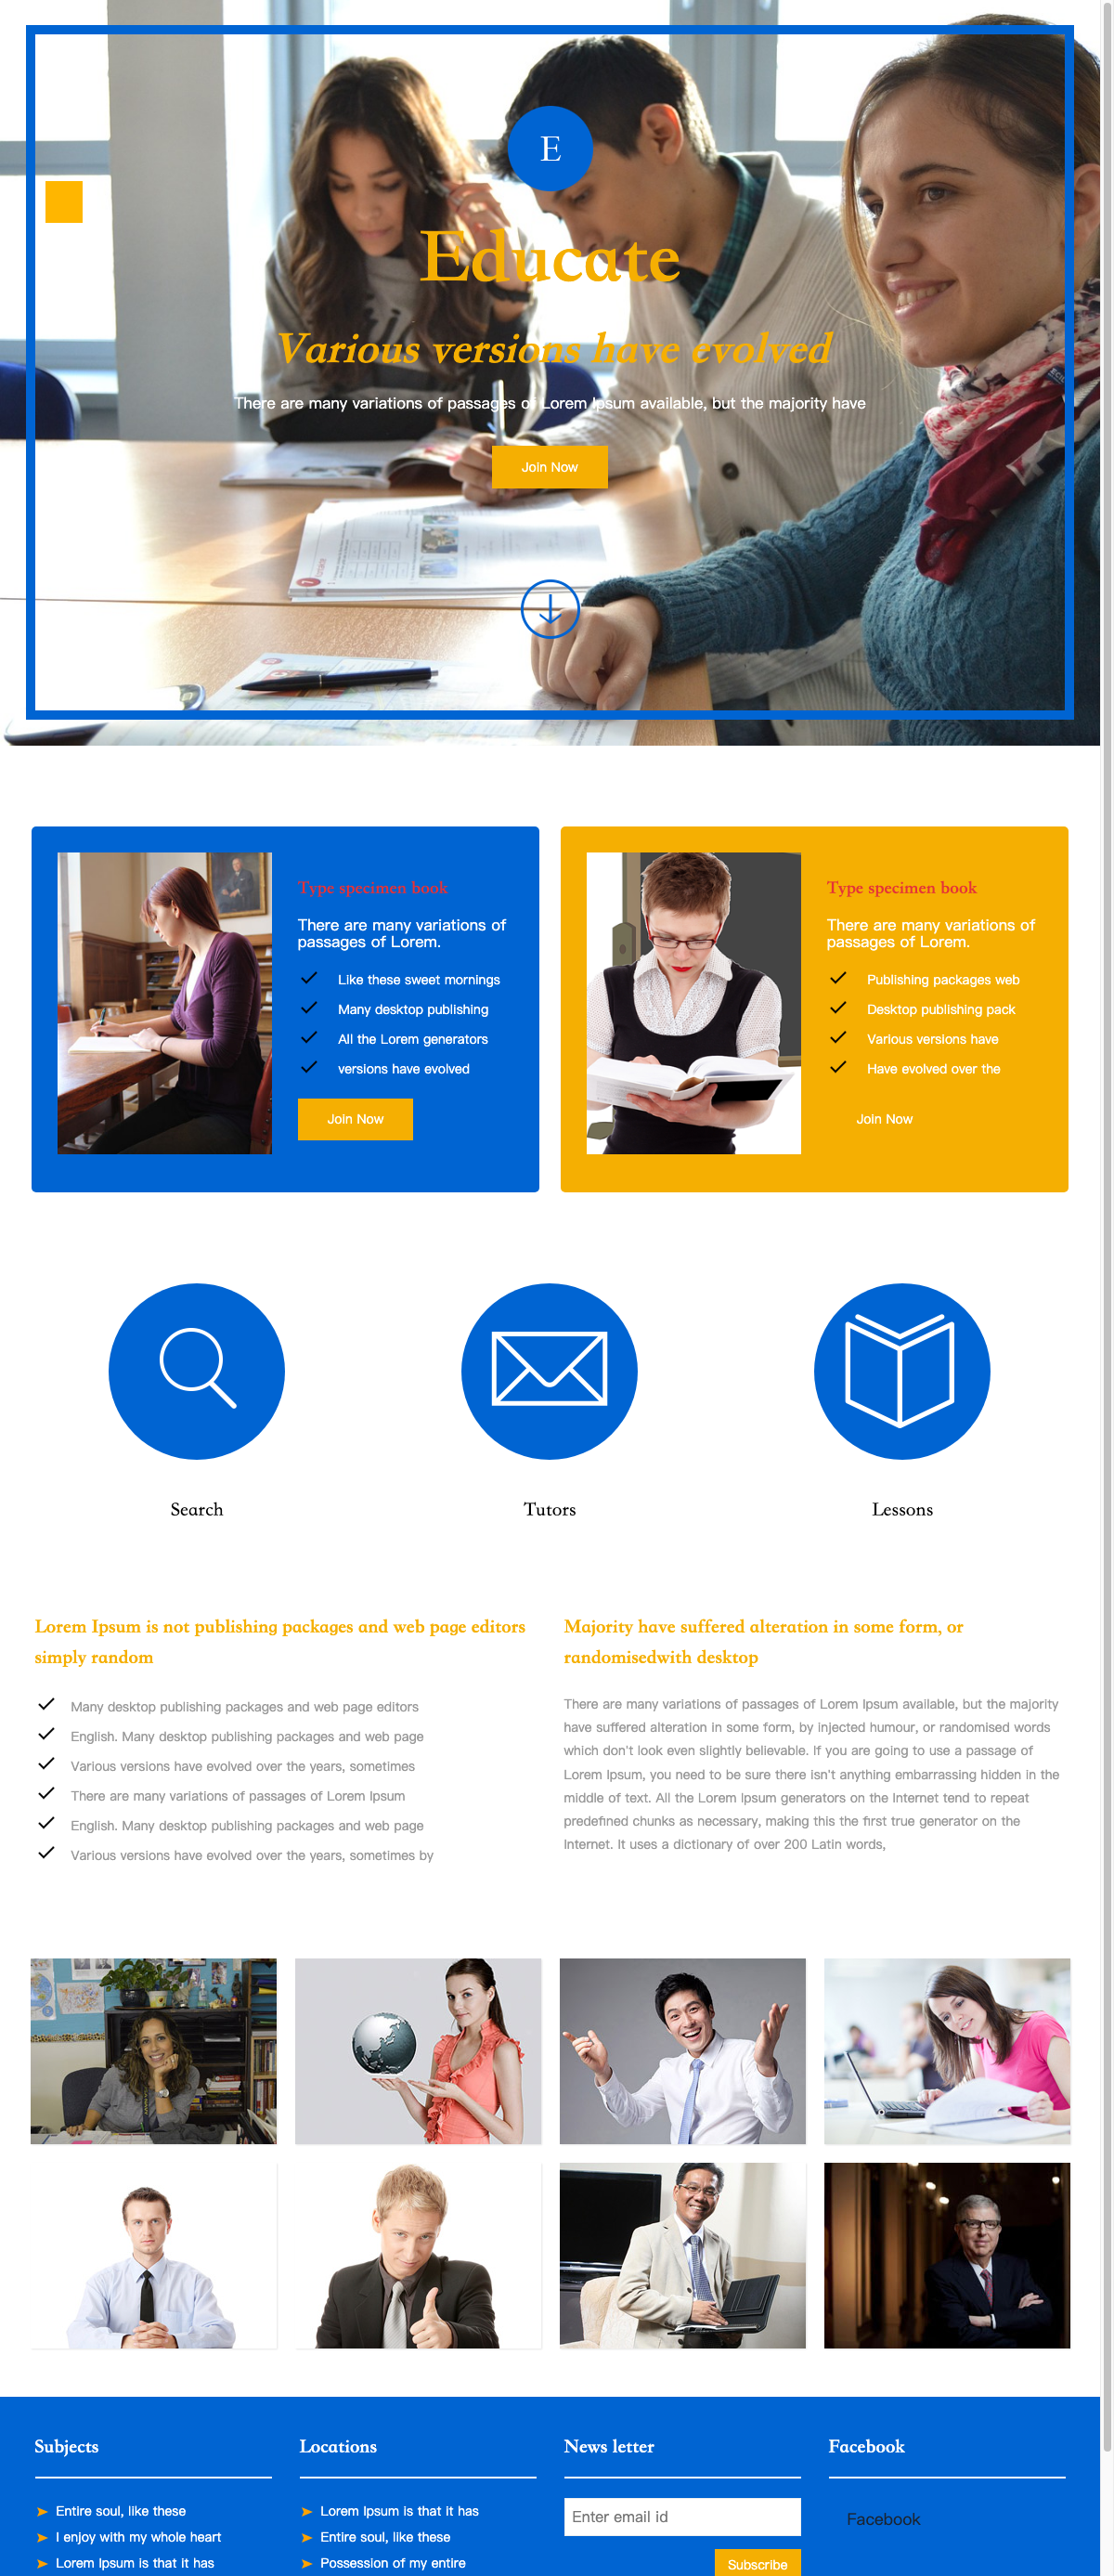 E
Educate
Various versions have evolved
There are many variations of passages of Lorem Ipsum available, but the majority have
Join Now
Type specimen book
There are many variations of
passages of Lorem.
Like these sweet mornings
Many desktop publishing
All the Lorem generators
versions have evolved
Join Now
Type specimen book
There are many variations of
passages of Lorem.
Publishing packages web
Desktop publishing pack
Various versions have
Have evolved over the
Join Now
Search
Tutors
Lessons
Lorem Ipsum is not publishing packages and web page editors
simply random
Many desktop publishing packages and web page editors
English. Many desktop publishing packages and web page
Various versions have evolved over the years, sometimes
There are many variations of passages of Lorem Ipsum
English. Many desktop publishing packages and web page
Various versions have evolved over the years, sometimes by
Majority have suffered alteration in some form, or
randomisedwith desktop
There are many variations of passages of Lorem Ipsum available, but the majority
have suffered alteration in some form, by injected humour, or randomised words
which don't look even slightly believable. If you are going to use a passage of
Lorem Ipsum, you need to be sure there isn't anything embarrassing hidden in the
middle of text. All the Lorem Ipsum generators on the Internet tend to repeat
predefined chunks as necessary, making this the first true generator on the
Internet. It uses a dictionary of over 200 Latin words,
Subjects
Entire soul, like these
I enjoy with my whole heart
Lorem Ipsum is that it has
Locations
Lorem Ipsum is that it has
Entire soul, like these
Possession of my entire
News letter
Enter email id
Subscribe
Facebook
Facebook